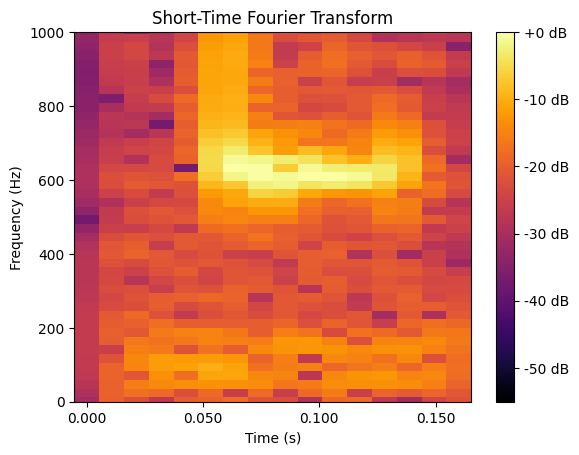 Short-Time Fourier Transform
1000
800
600
400
200
0
Frequency (Hz)
0.000
0.050
0.100
0.150
Time (s)
+0 dB
-10 dB
-20 dB
-30 dB
-40 dB
-50 dB